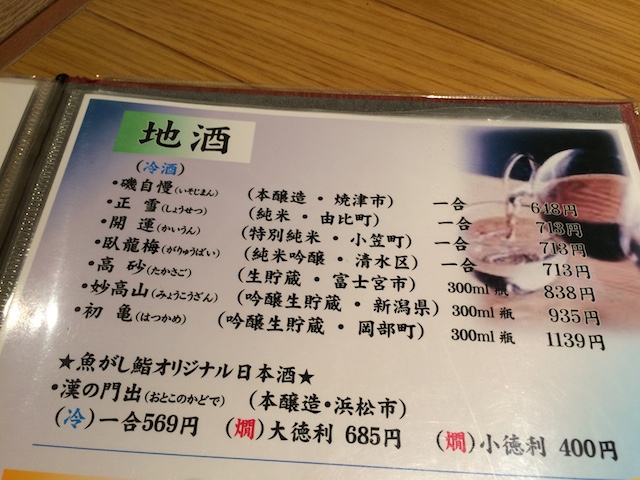 地酒
(冷酒)
・磯自慢(いそじまん) (本醸造・焼津市) 一合 648円
・正雪(しょうせつ) (純米・由比町) 一合 713円
・開運(かいうん) (特別純米・小笠町) 一合 713円
・臥龍梅(がりゅうばい) (純米吟醸・清水区) 一合 713円
・高砂(たかさご) (生貯蔵・富士宮市) 300ml瓶 838円
・妙高山(みょうこうざん) (吟醸生貯蔵・新潟県) 300ml瓶 935円
・初亀(はつかめ) (吟醸生貯蔵・岡部町) 300ml瓶 1139円
★魚がし鮨オリジナル日本酒★
・漢の門出(おとこのかどで) (本醸造・浜松市)
(冷)一合569円 (燗)大徳利 685円 (燗)小徳利 400円